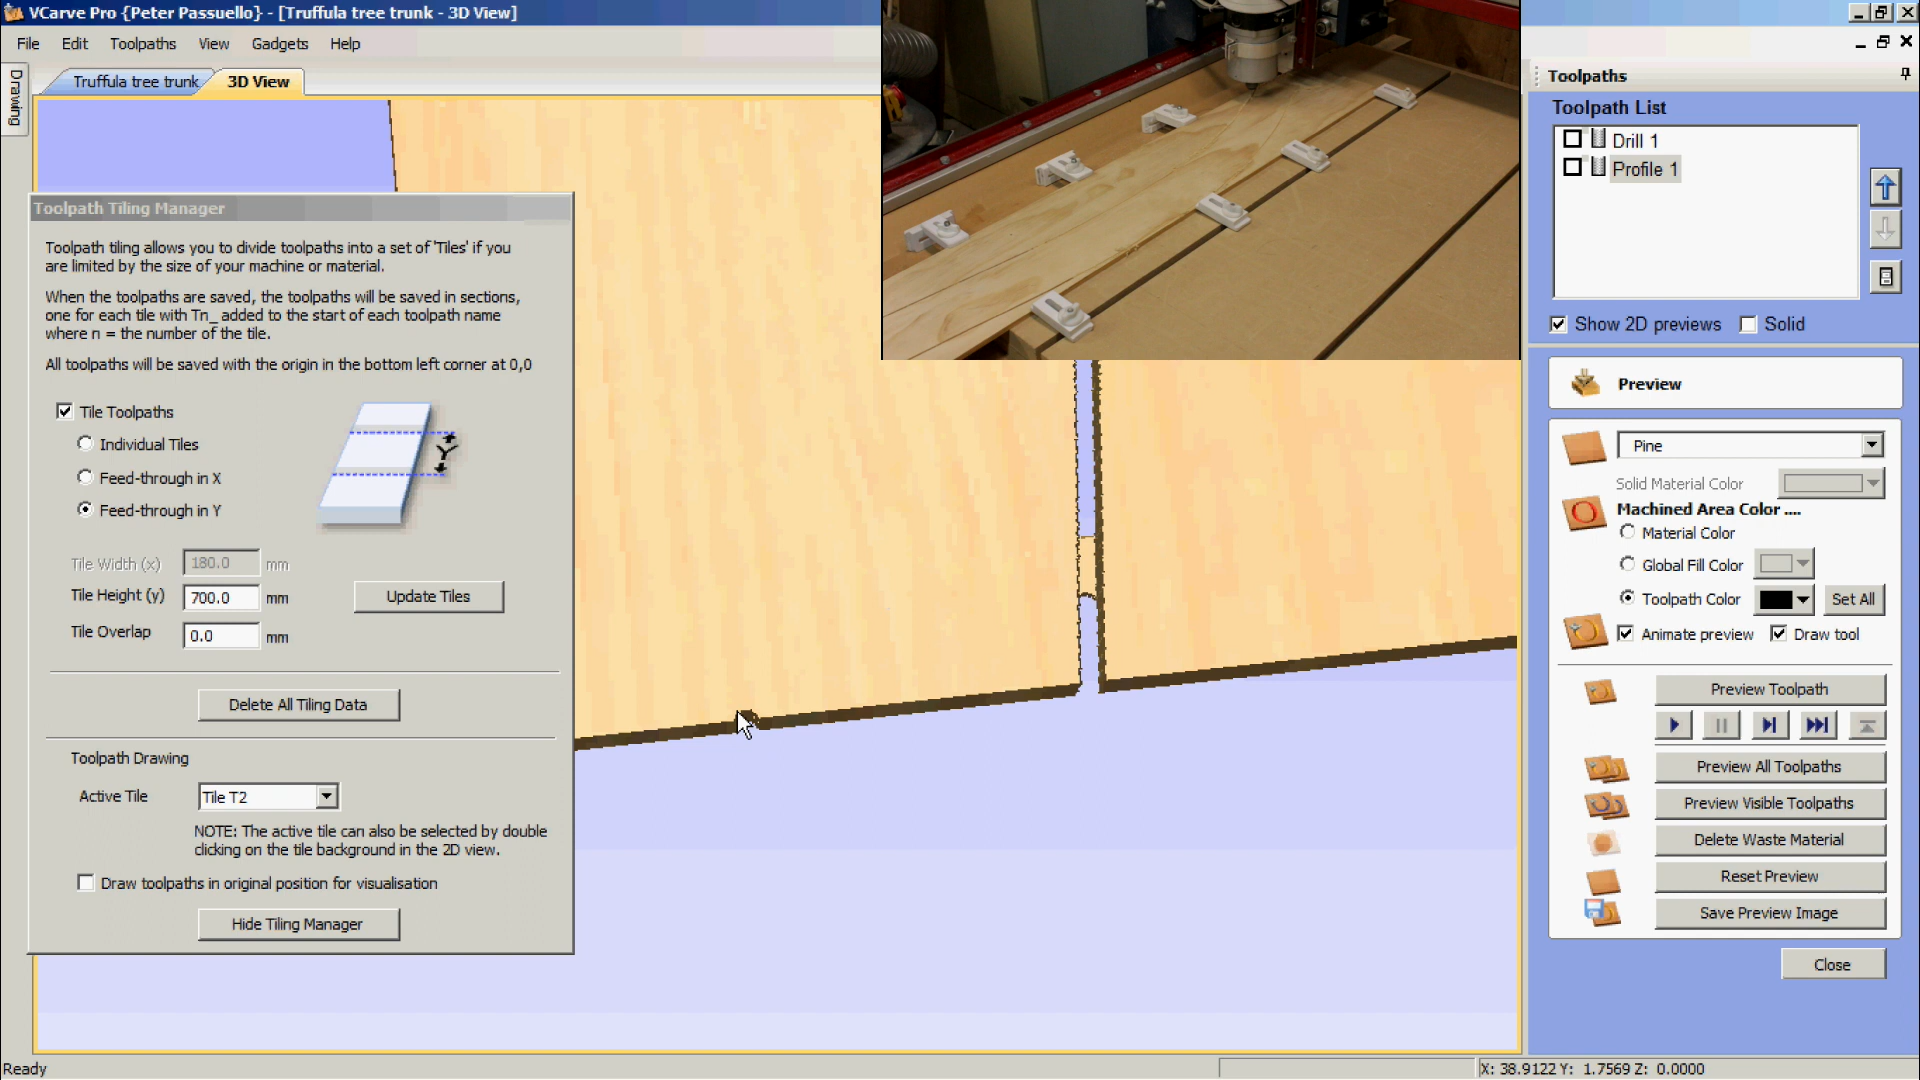 VCarve Pro {Peter Passuello} - [Truffula tree trunk - 3D View]
File Edit Toolpaths View Gadgets Help
Drawing
Truffula tree trunk
3D View
Toolpath Tiling Manager
Toolpath tiling allows you to divide toolpaths into a set of 'Tiles' if you
are limited by the size of your machine or material.
When the toolpaths are saved, the toolpaths will be saved in sections,
one for each tile with Tn_ added to the start of each toolpath name
where n = the number of the tile.
All toolpaths will be saved with the origin in the bottom left corner at 0,0
Tile Toolpaths
Individual Tiles
Feed-through in X
Feed-through in Y
Y
Tile Width (x) 180.0 mm
Tile Height (y) 700.0 mm
Update Tiles
Tile Overlap 0.0 mm
Delete All Tiling Data
Toolpath Drawing
Active Tile Tile T2
NOTE: The active tile can also be selected by double
clicking on the tile background in the 2D view.
Draw toolpaths in original position for visualisation
Hide Tiling Manager
Toolpaths
Toolpath List
Drill 1
Profile 1
Show 2D previews Solid
Preview
Pine
Solid Material Color
Machined Area Color ....
Material Color
Global Fill Color
Toolpath Color Set All
Animate preview Draw tool
Preview Toolpath
Preview All Toolpaths
Preview Visible Toolpaths
Delete Waste Material
Reset Preview
Save Preview Image
Close
Ready
X: 38.9122 Y: 1.7569 Z: 0.0000